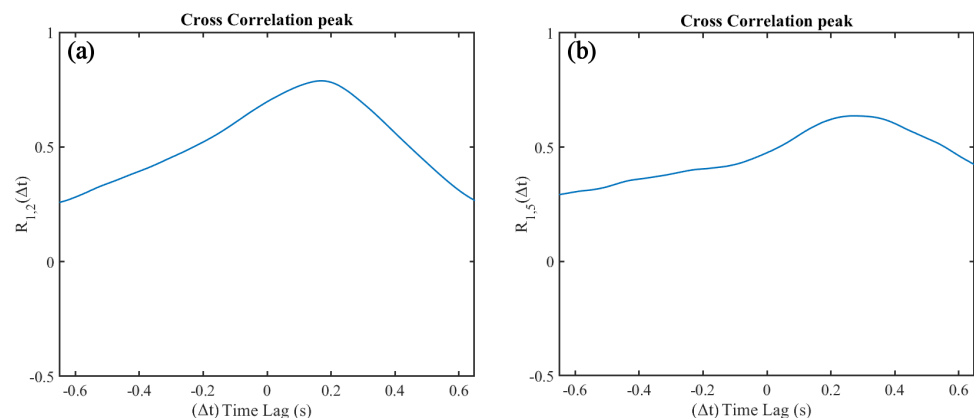 Cross Correlation peak
(a)
1
0.5
0
-0.5
R1,2(Δt)
-0.6 -0.4 -0.2 0 0.2 0.4 0.6
(Δt) Time Lag (s)
Cross Correlation peak
(b)
1
0.5
0
-0.5
R1,5(Δt)
-0.6 -0.4 -0.2 0 0.2 0.4 0.6
(Δt) Time Lag (s)